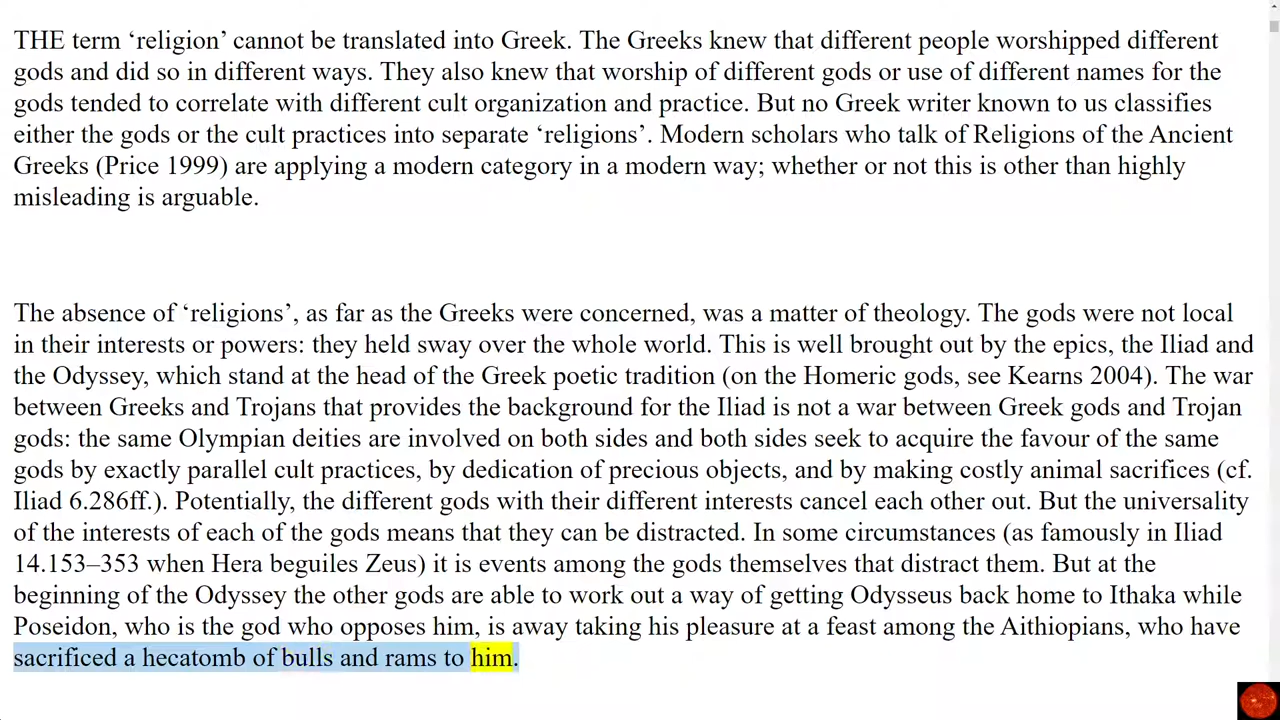 THE term ‘religion’ cannot be translated into Greek. The Greeks knew that different people worshipped different
gods and did so in different ways. They also knew that worship of different gods or use of different names for the
gods tended to correlate with different cult organization and practice. But no Greek writer known to us classifies
either the gods or the cult practices into separate ‘religions’. Modern scholars who talk of Religions of the Ancient
Greeks (Price 1999) are applying a modern category in a modern way; whether or not this is other than highly
misleading is arguable.
The absence of ‘religions’, as far as the Greeks were concerned, was a matter of theology. The gods were not local
in their interests or powers: they held sway over the whole world. This is well brought out by the epics, the Iliad and
the Odyssey, which stand at the head of the Greek poetic tradition (on the Homeric gods, see Kearns 2004). The war
between Greeks and Trojans that provides the background for the Iliad is not a war between Greek gods and Trojan
gods: the same Olympian deities are involved on both sides and both sides seek to acquire the favour of the same
gods by exactly parallel cult practices, by dedication of precious objects, and by making costly animal sacrifices (cf.
Iliad 6.286ff.). Potentially, the different gods with their different interests cancel each other out. But the universality
of the interests of each of the gods means that they can be distracted. In some circumstances (as famously in Iliad
14.153–353 when Hera beguiles Zeus) it is events among the gods themselves that distract them. But at the
beginning of the Odyssey the other gods are able to work out a way of getting Odysseus back home to Ithaka while
Poseidon, who is the god who opposes him, is away taking his pleasure at a feast among the Aithiopians, who have
sacrificed a hecatomb of bulls and rams to him.